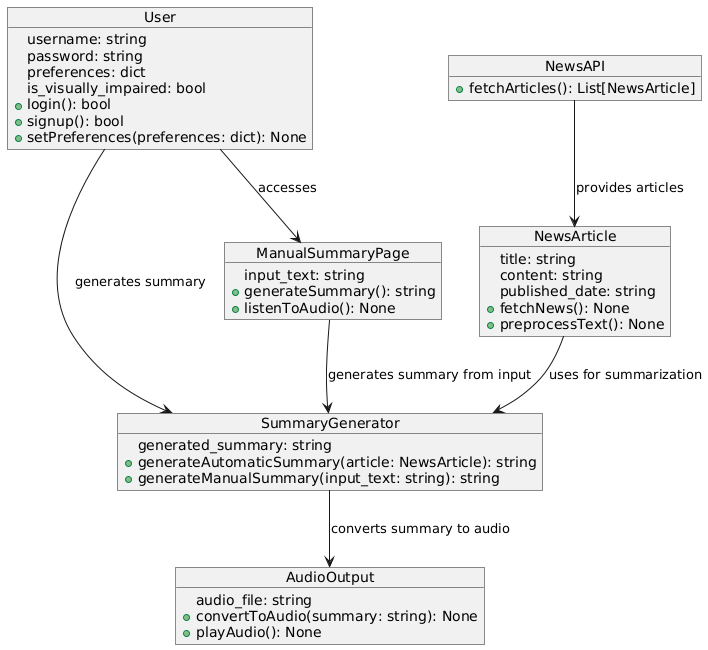 User
username: string
password: string
preferences: dict
is_visually_impaired: bool
login(): bool
signup(): bool
setPreferences(preferences: dict): None
NewsAPI
fetchArticles(): List[NewsArticle]
accesses
provides articles
ManualSummaryPage
input_text: string
generateSummary(): string
listenToAudio(): None
NewsArticle
title: string
content: string
published_date: string
fetchNews(): None
preprocessText(): None
generates summary
generates summary from input
uses for summarization
SummaryGenerator
generated_summary: string
generateAutomaticSummary(article: NewsArticle): string
generateManualSummary(input_text: string): string
converts summary to audio
AudioOutput
audio_file: string
convertToAudio(summary: string): None
playAudio(): None